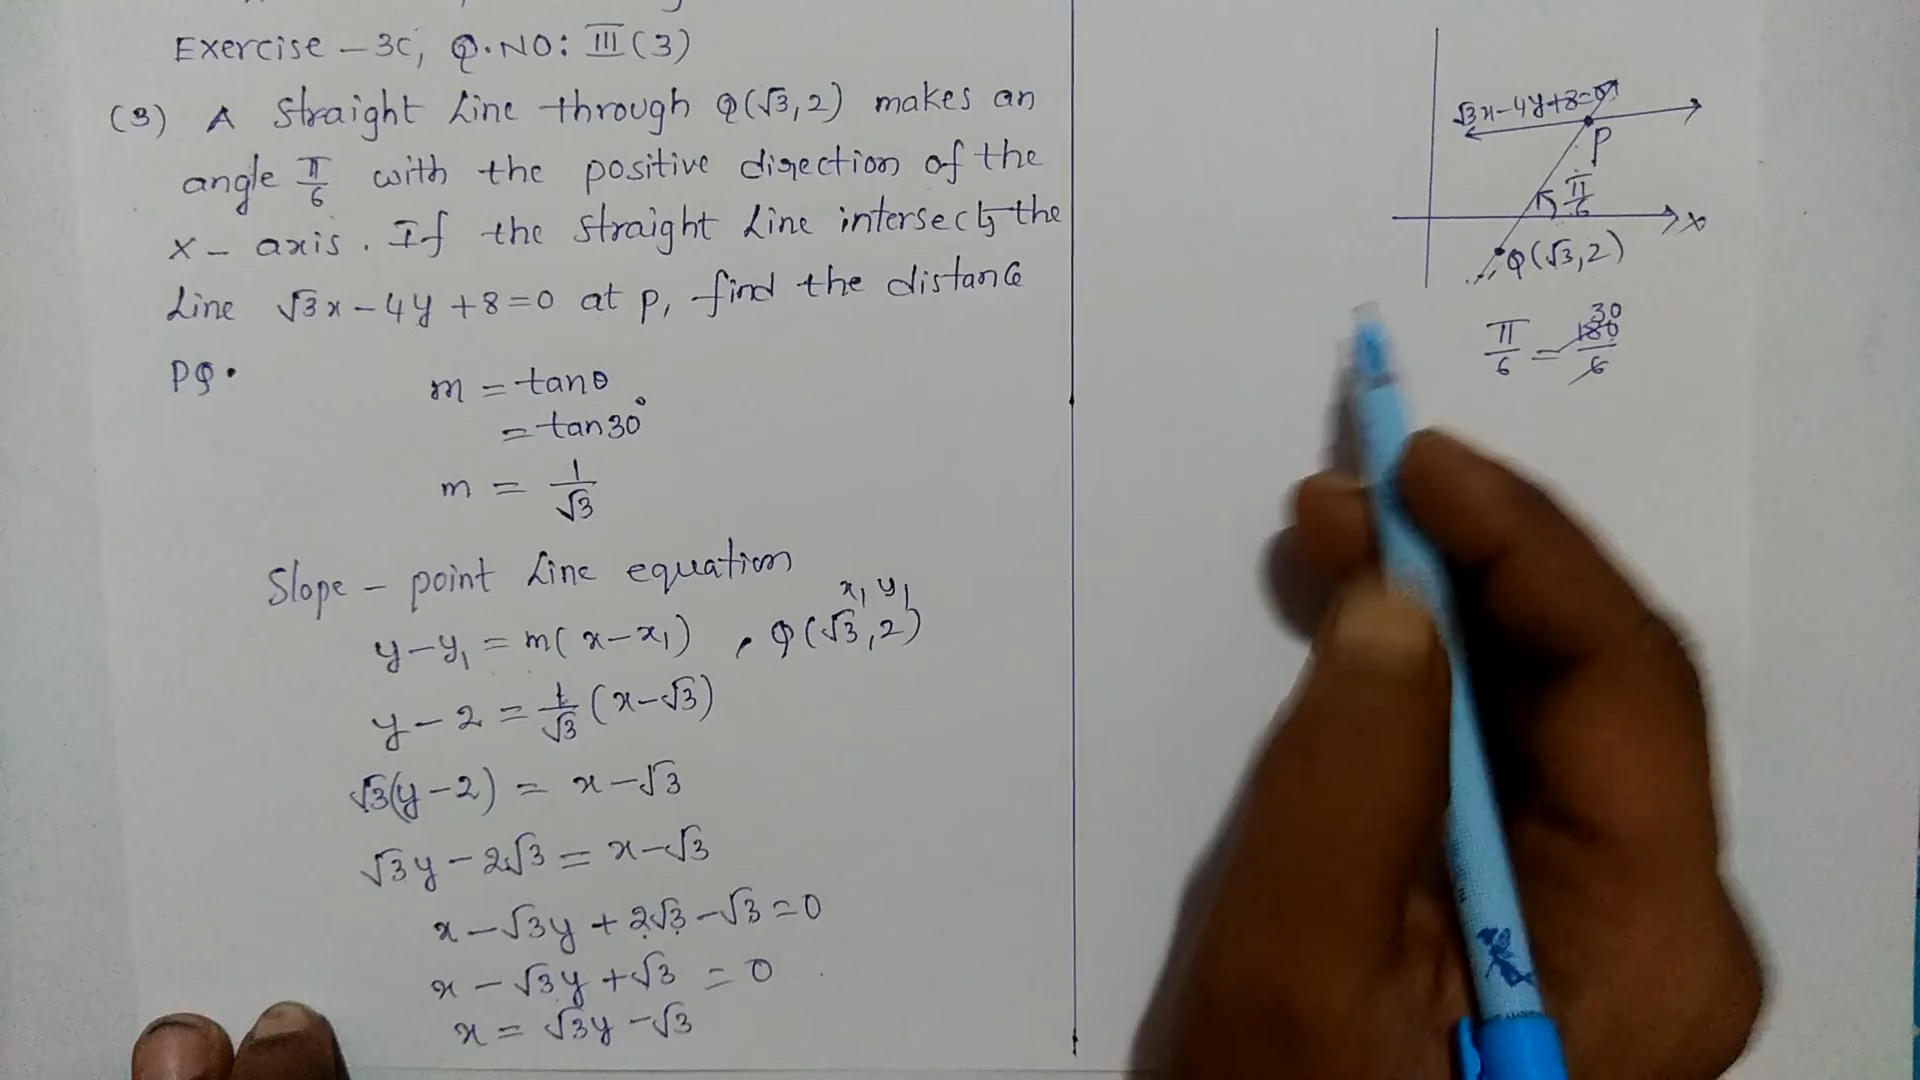 Exercise - 3C, Q.NO: III (3)
(3) A Straight Line through Q(√3,2) makes an
angle π/6 with the positive direction of the
X - axis. If the straight Line intersects the
Line √3x - 4y + 8 = 0 at P, find the distance
PQ.
m = tanθ
= tan30°
m = 1/√3
Slope - point Line equation
x₁ y₁
y - y₁ = m(x - x₁) , Q(√3,2)
y - 2 = 1/√3 (x - √3)
√3(y - 2) = x - √3
√3y - 2√3 = x - √3
x - √3y + 2√3 - √3 = 0
x - √3y + √3 = 0
x = √3y - √3
√3x - 4y + 8 = 0
P
π/6
X
Q(√3,2)
30
π/6 = 180/6